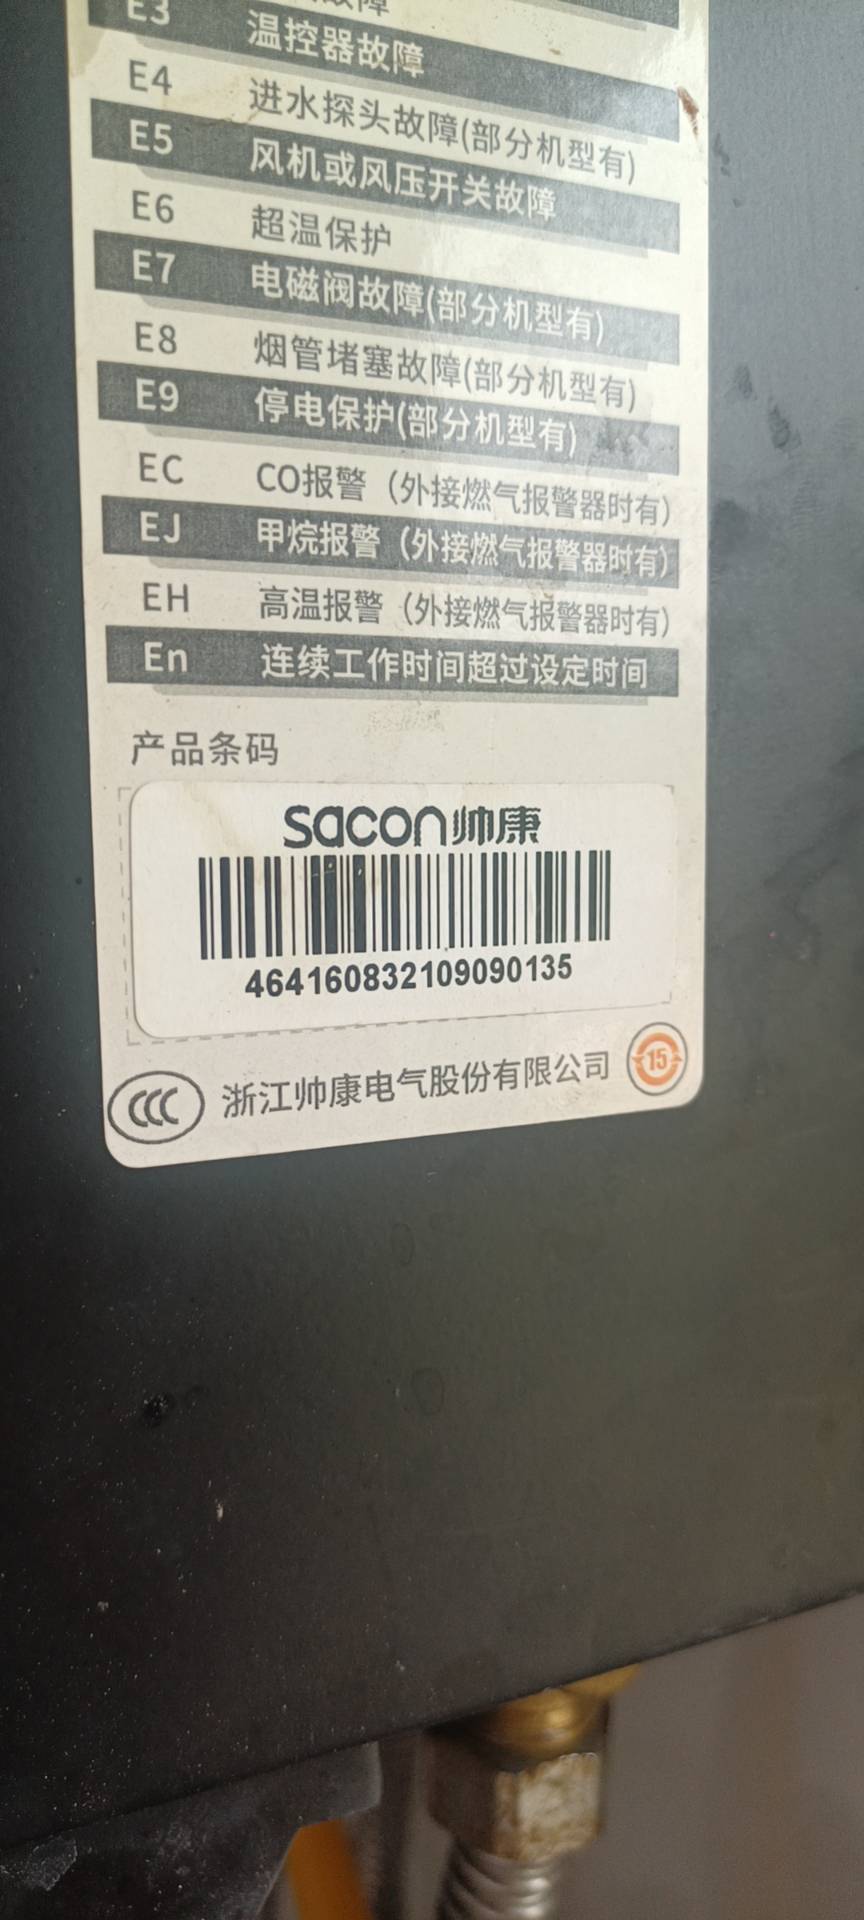 故障
E3 温控器故障
E4 进水探头故障(部分机型有)
E5 风机或风压开关故障
E6 超温保护
E7 电磁阀故障(部分机型有)
E8 烟管堵塞故障(部分机型有)
E9 停电保护(部分机型有)
EC CO报警（外接燃气报警器时有）
EJ 甲烷报警（外接燃气报警器时有）
EH 高温报警（外接燃气报警器时有）
En 连续工作时间超过设定时间
产品条码
sacon帅康
464160832109090135
CCC 浙江帅康电气股份有限公司 15